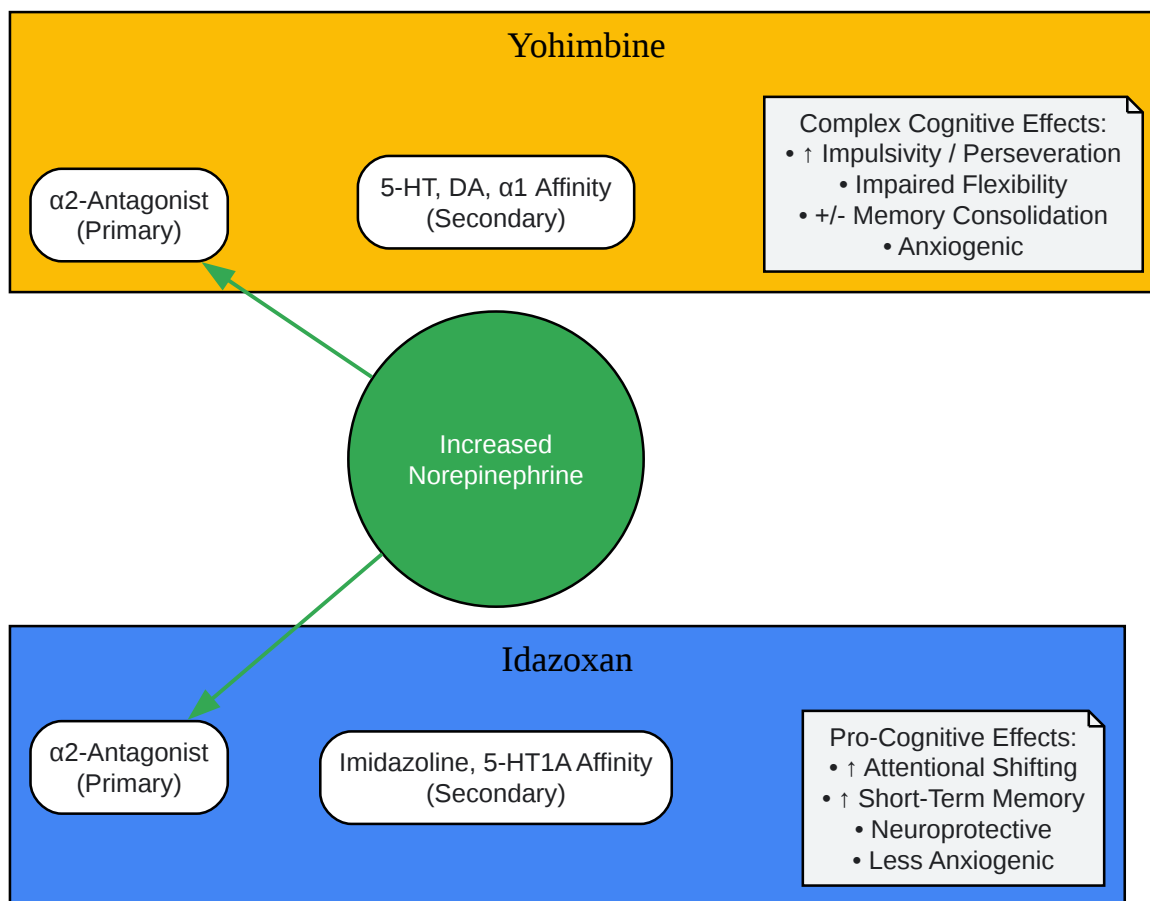 Yohimbine
α2-Antagonist
(Primary)
5-HT, DA, α1 Affinity
(Secondary)
Complex Cognitive Effects:
• ↑ Impulsivity / Perseveration
• Impaired Flexibility
• +/- Memory Consolidation
• Anxiogenic
Increased
Norepinephrine
Idazoxan
α2-Antagonist
(Primary)
Imidazoline, 5-HT1A Affinity
(Secondary)
Pro-Cognitive Effects:
• ↑ Attentional Shifting
• ↑ Short-Term Memory
• Neuroprotective
• Less Anxiogenic